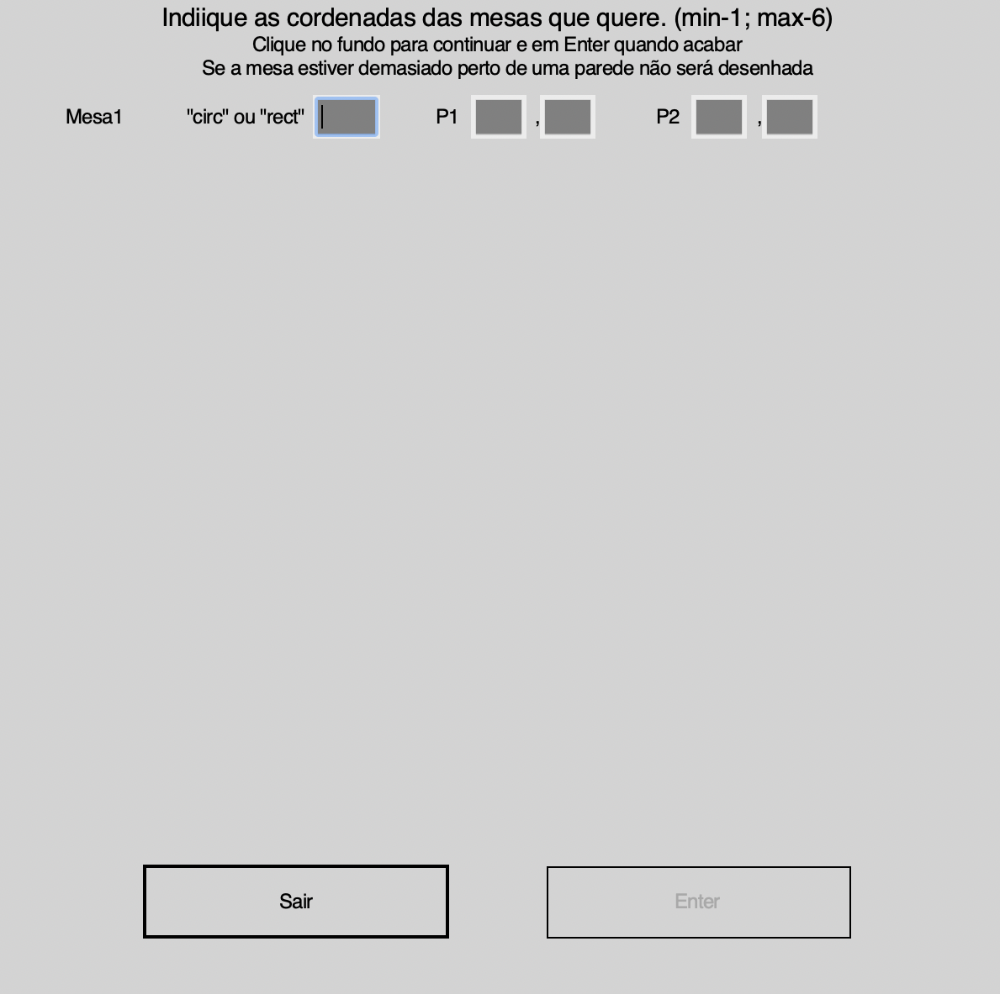 Indiique as cordenadas das mesas que quere. (min-1; max-6)
Clique no fundo para continuar e em Enter quando acabar
Se a mesa estiver demasiado perto de uma parede não será desenhada
Mesa1 "circ" ou "rect" P1 , P2 ,
Sair Enter